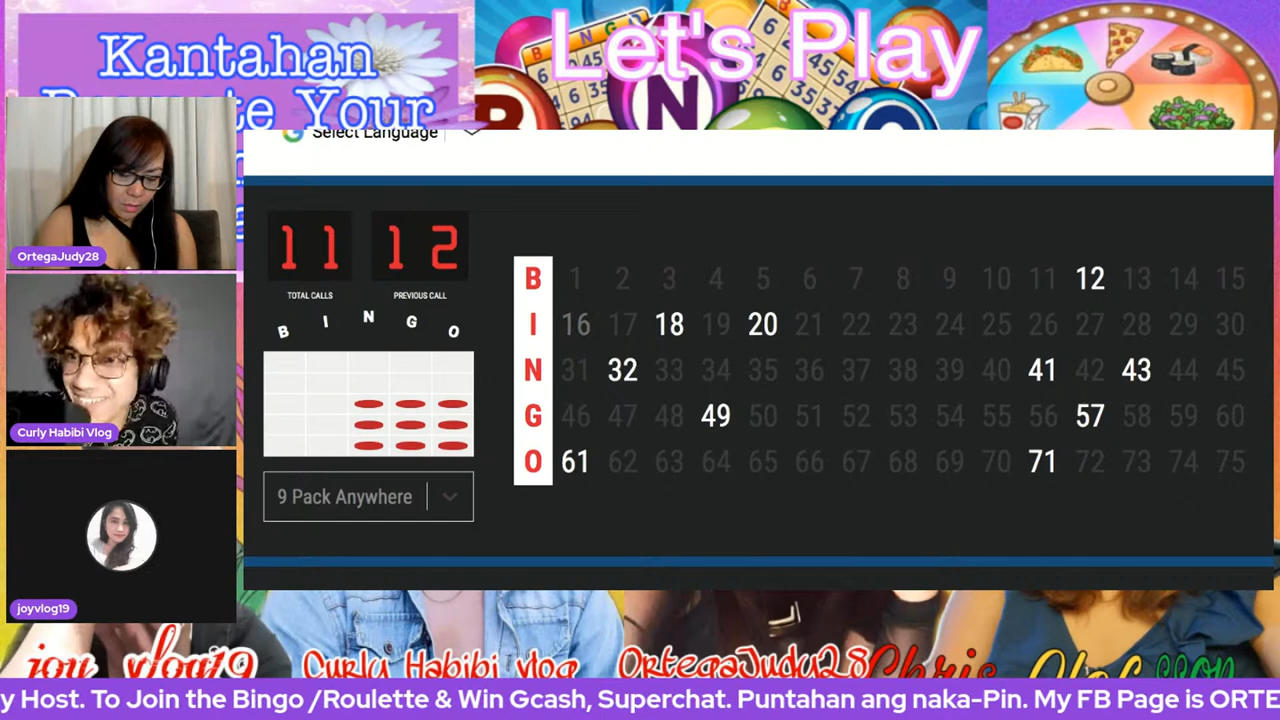 Kantahan
te Your
Let's Play
N
Select Language
OrtegaJudy28
Curly Habibi Vlog
joyvlog19
11 12
TOTAL CALLS PREVIOUS CALL
B I N G O
9 Pack Anywhere
B 1 2 3 4 5 6 7 8 9 10 11 12 13 14 15
I 16 17 18 19 20 21 22 23 24 25 26 27 28 29 30
N 31 32 33 34 35 36 37 38 39 40 41 42 43 44 45
G 46 47 48 49 50 51 52 53 54 55 56 57 58 59 60
O 61 62 63 64 65 66 67 68 69 70 71 72 73 74 75
joy vlog19 Curly Habibi vlog OrtegaJudy28 Chris
y Host. To Join the Bingo /Roulette & Win Gcash, Superchat. Puntahan ang naka-Pin. My FB Page is ORTE